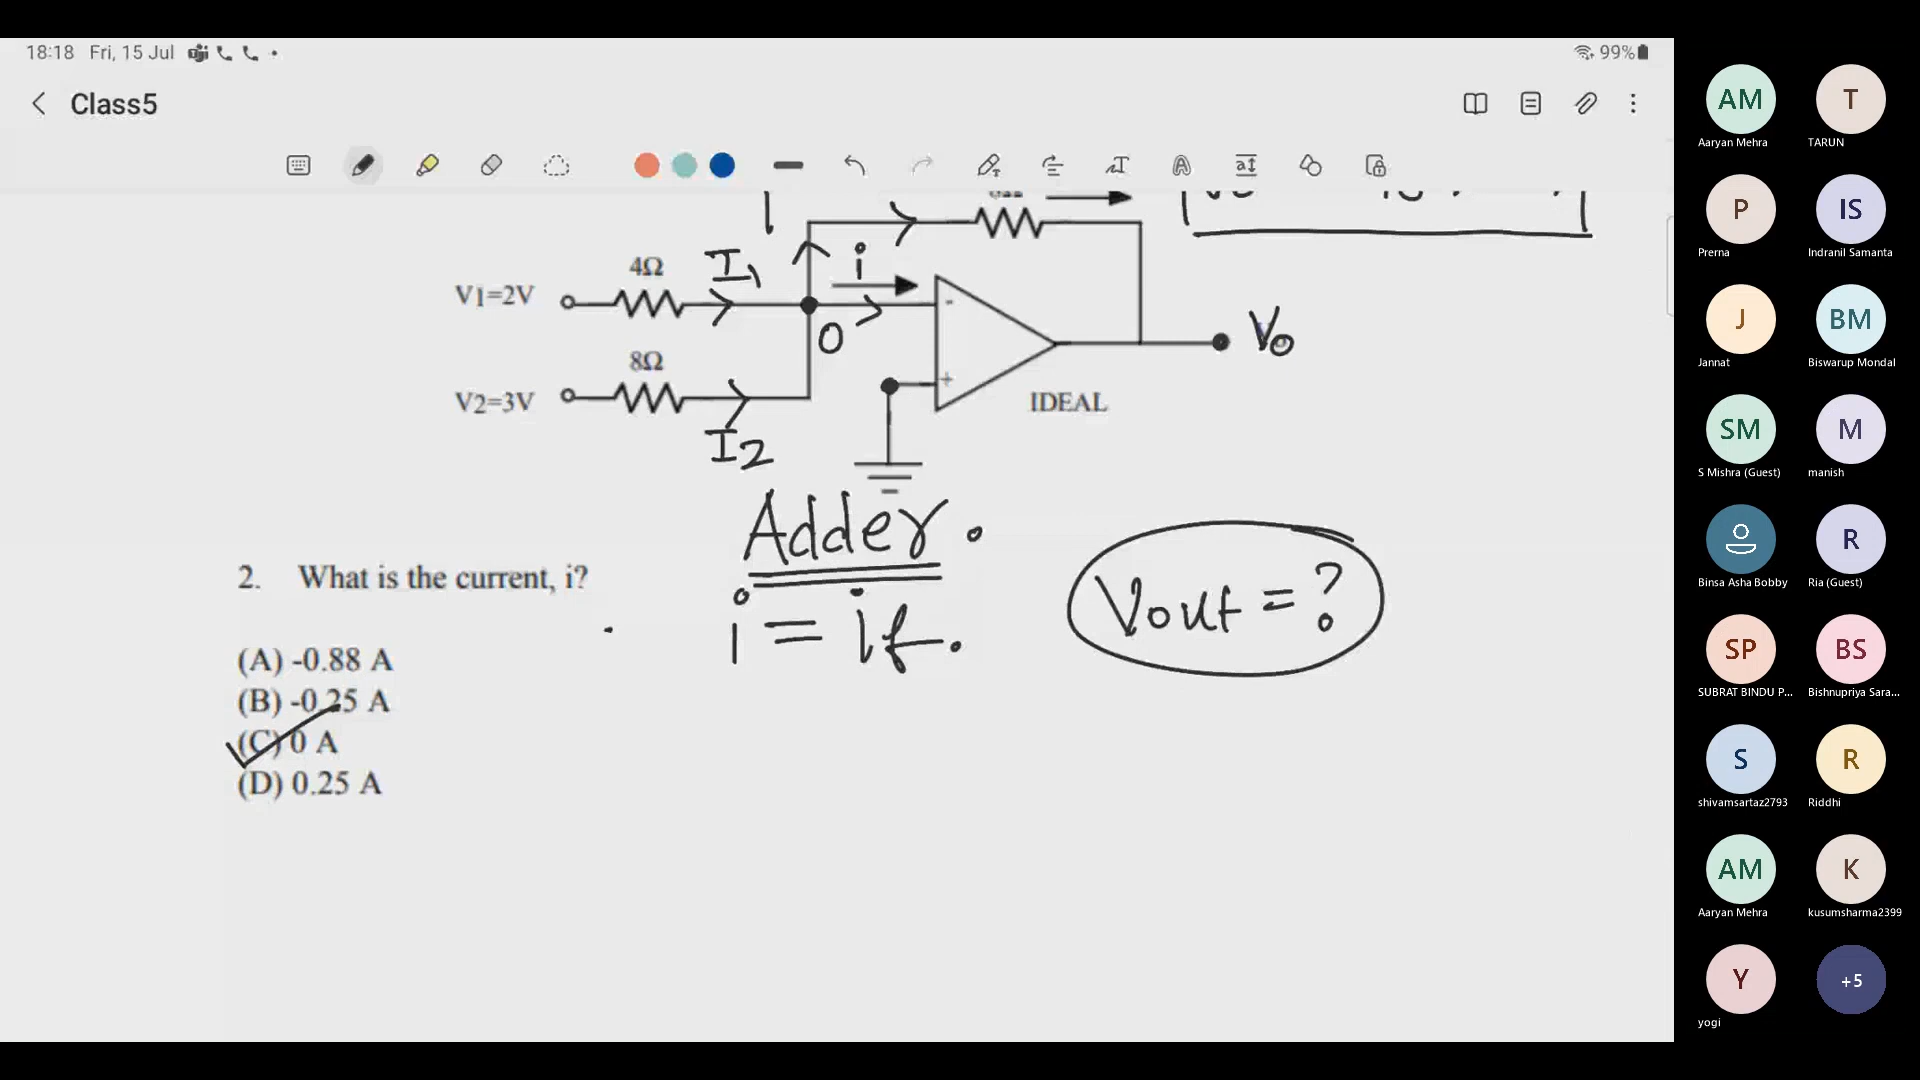 18:18 Fri, 15 Jul
99%
Class5
4Ω
I1
i
V1=2V
-
O
Vo
8Ω
V2=3V
+
IDEAL
I2
Adder.
2. What is the current, i?
i = if.
Vout = ?
(A) -0.88 A
(B) -0.25 A
(C) 0 A
(D) 0.25 A
AM
T
Aaryan Mehra
TARUN
P
IS
Prerna
Indranil Samanta
J
BM
Jannat
Biswarup Mondal
SM
M
S Mishra (Guest)
manish
R
Binsa Asha Bobby
Ria (Guest)
SP
BS
SUBRAT BINDU P...
Bishnupriya Sara...
S
R
shivamsartaz2793
Riddhi
AM
K
Aaryan Mehra
kusumsharma2399
Y
+5
yogi